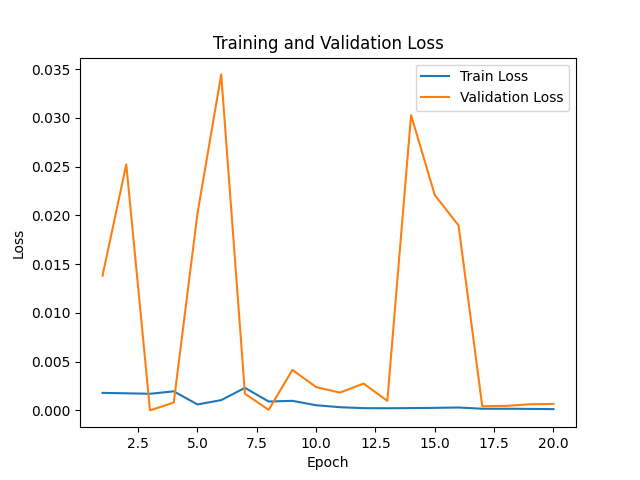 Training and Validation Loss
Train Loss
Validation Loss
0.035
0.030
0.025
0.020
0.015
0.010
0.005
0.000
Loss
2.5 5.0 7.5 10.0 12.5 15.0 17.5 20.0
Epoch